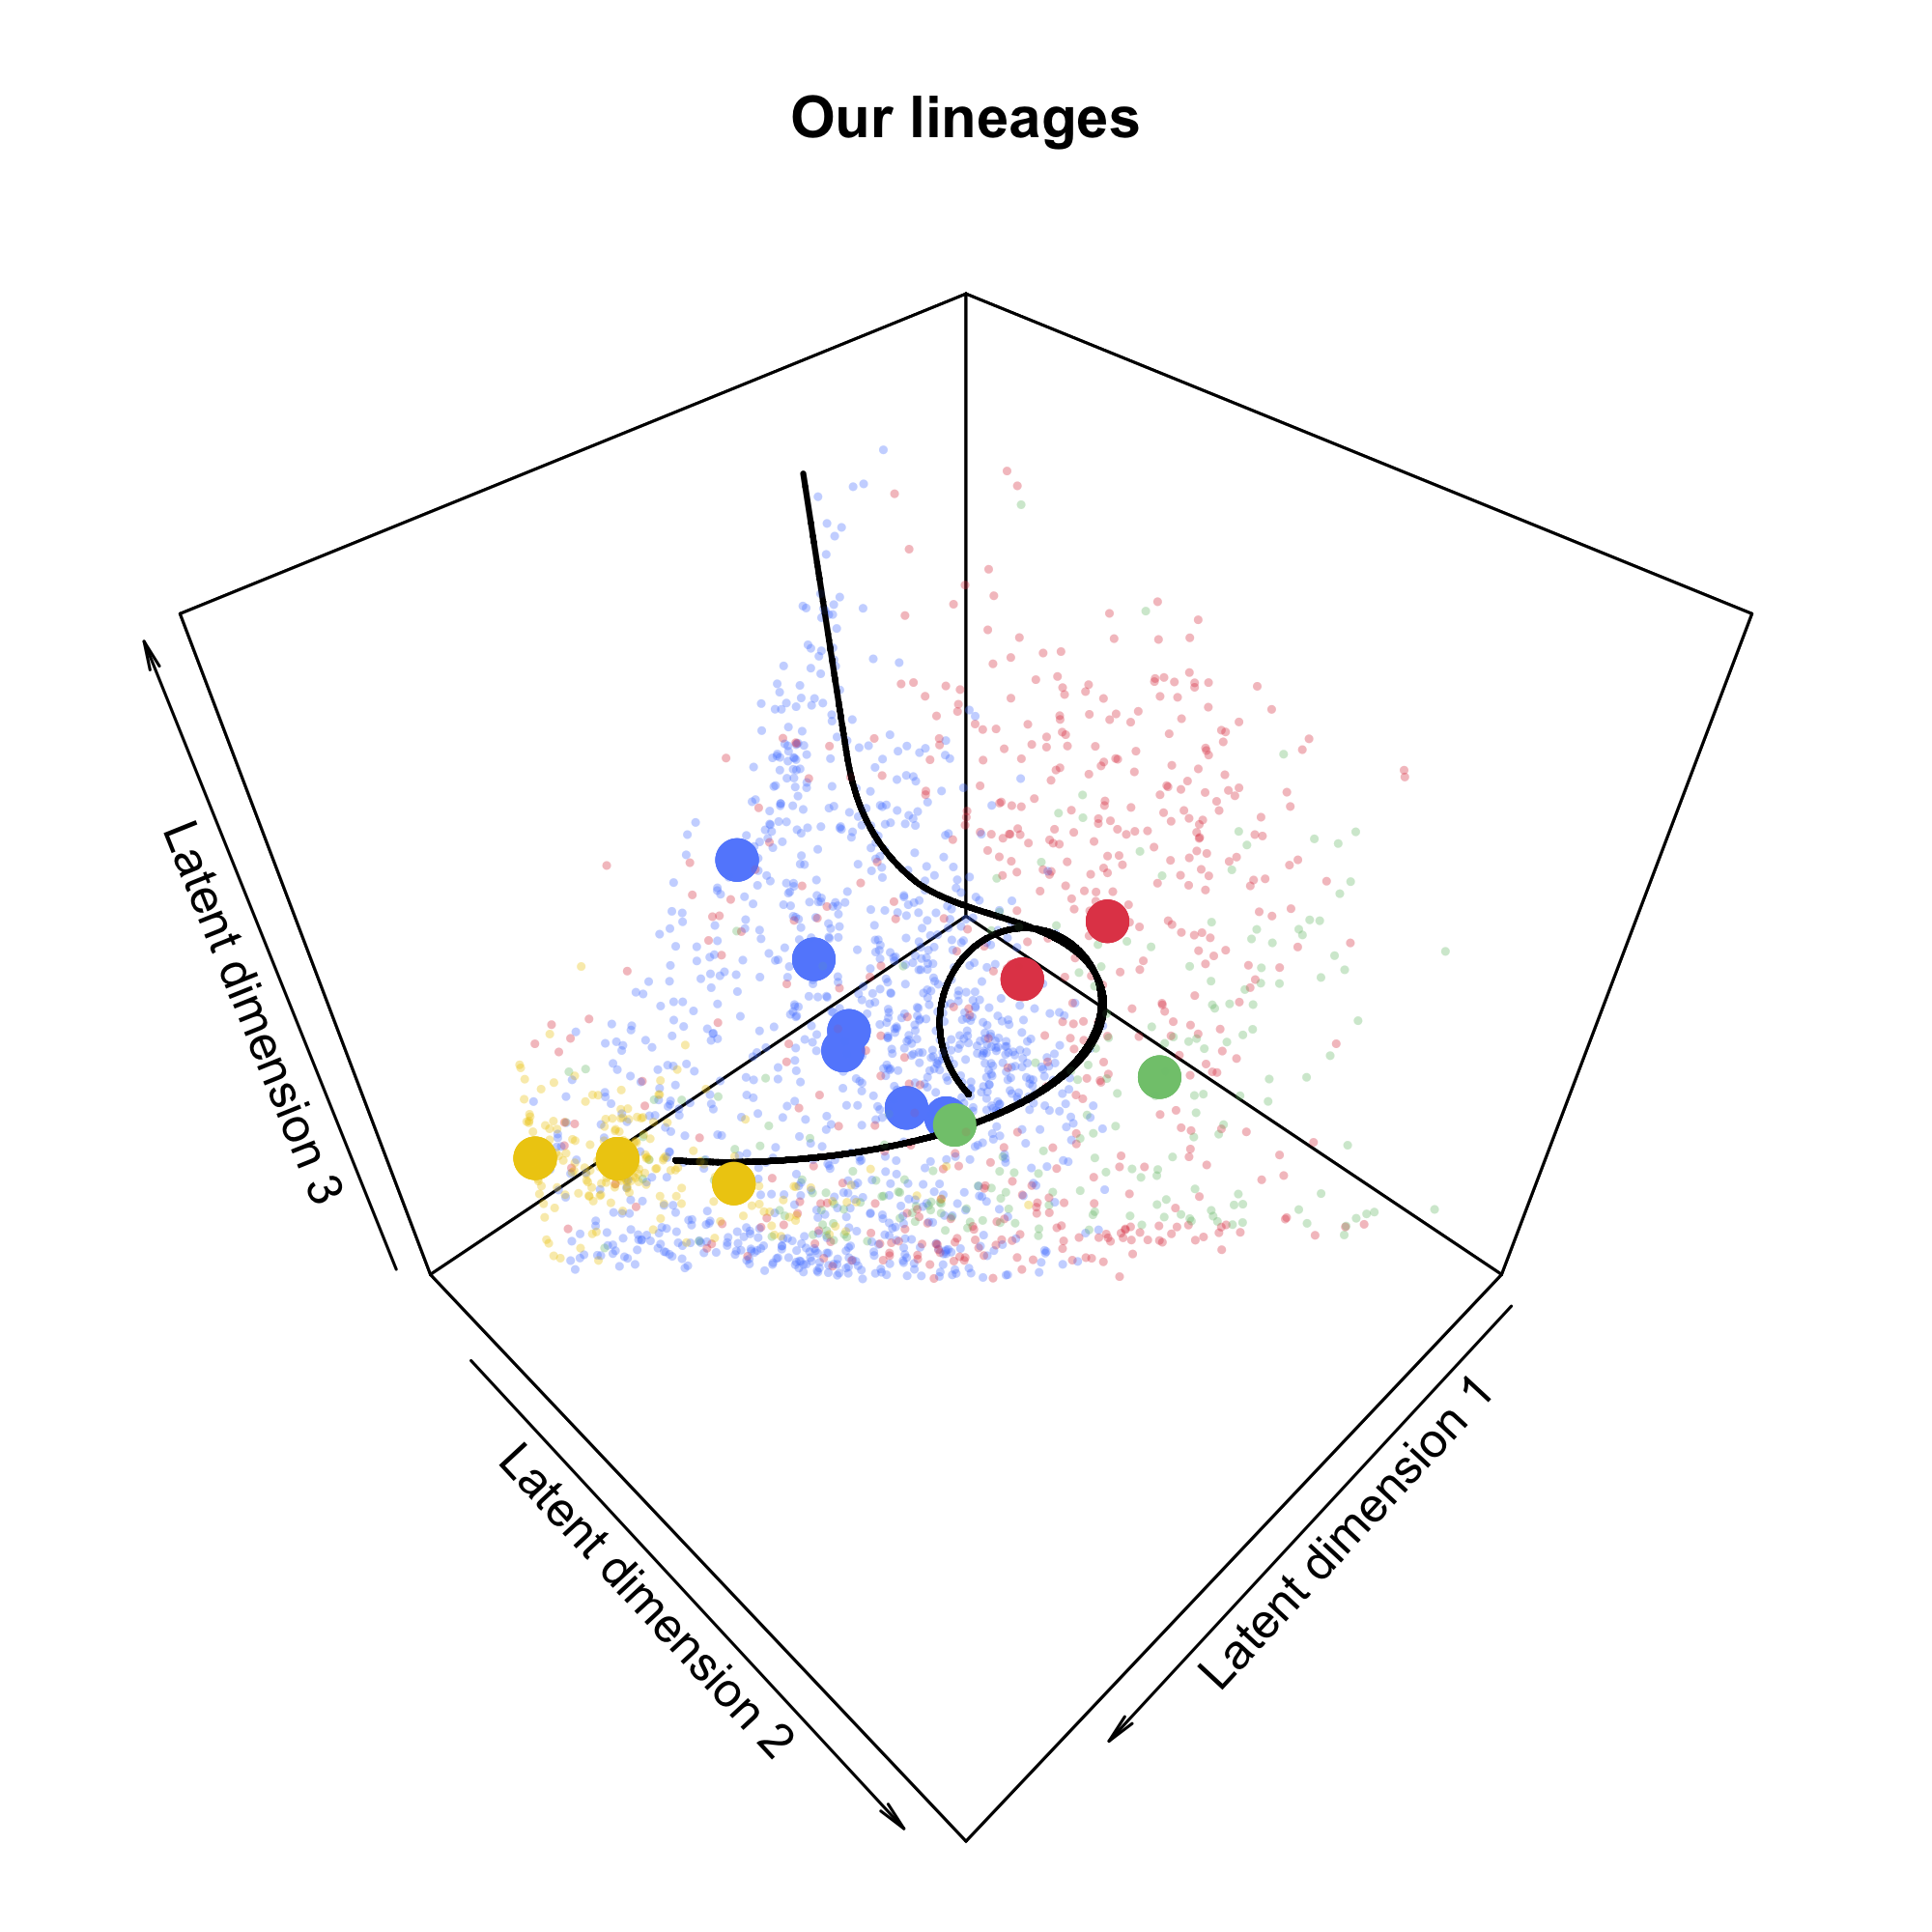 Our lineages
Latent dimension 3
Latent dimension 2
Latent dimension 1